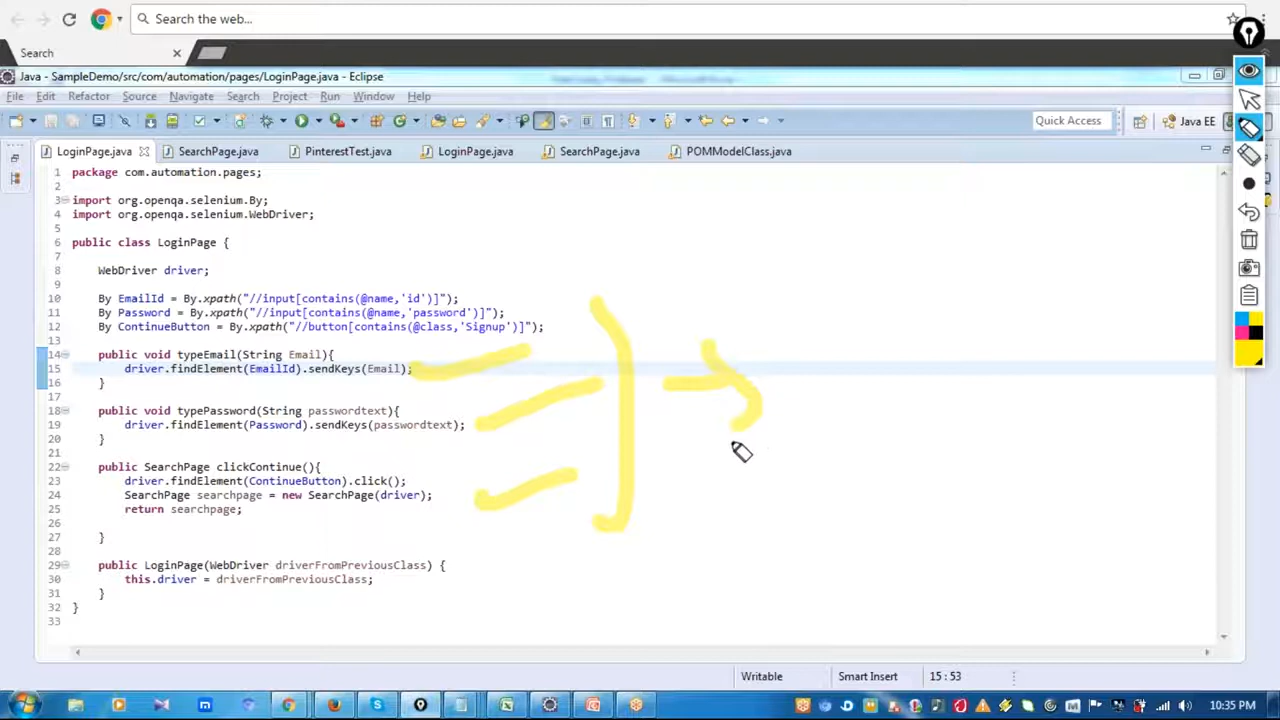 Search the web...
Search
Java - SampleDemo/src/com/automation/pages/LoginPage.java - Eclipse
File Edit Refactor Source Navigate Search Project Run Window Help
Quick Access
Java EE
LoginPage.java SearchPage.java PinterestTest.java LoginPage.java SearchPage.java POMModelClass.java
1 package com.automation.pages;
2
3 import org.openqa.selenium.By;
4 import org.openqa.selenium.WebDriver;
5
6 public class LoginPage {
7
8 WebDriver driver;
9
10 By EmailId = By.xpath("//input[contains(@name,'id')]");
11 By Password = By.xpath("//input[contains(@name,'password')]");
12 By ContinueButton = By.xpath("//button[contains(@class,'Signup')]");
13
14 public void typeEmail(String Email){
15 driver.findElement(EmailId).sendKeys(Email);
16 }
17
18 public void typePassword(String passwordtext){
19 driver.findElement(Password).sendKeys(passwordtext);
20 }
21
22 public SearchPage clickContinue(){
23 driver.findElement(ContinueButton).click();
24 SearchPage searchpage = new SearchPage(driver);
25 return searchpage;
26
27 }
28
29 public LoginPage(WebDriver driverFromPreviousClass) {
30 this.driver = driverFromPreviousClass;
31 }
32 }
33
Writable Smart Insert 15 : 53
10:35 PM